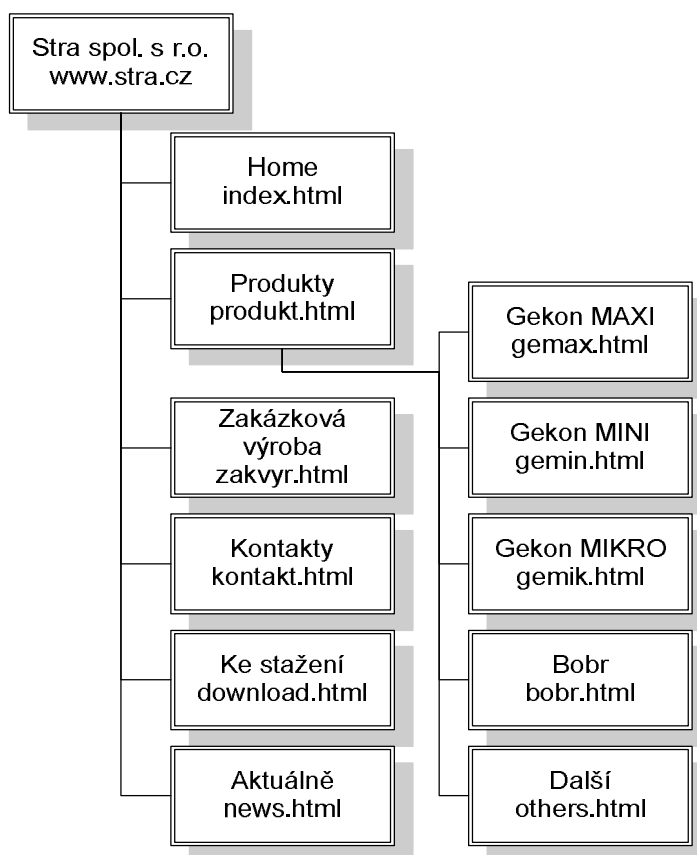 Stra spol. s r.o.
www.stra.cz
Home
index.html
Produkty
produkt.html
Gekon MAXI
gemax.html
Gekon MINI
gemin.html
Gekon MIKRO
gemik.html
Bobr
bobr.html
Další
others.html
Zakázková
výroba
zakvyr.html
Kontakty
kontakt.html
Ke stažení
download.html
Aktuálně
news.html